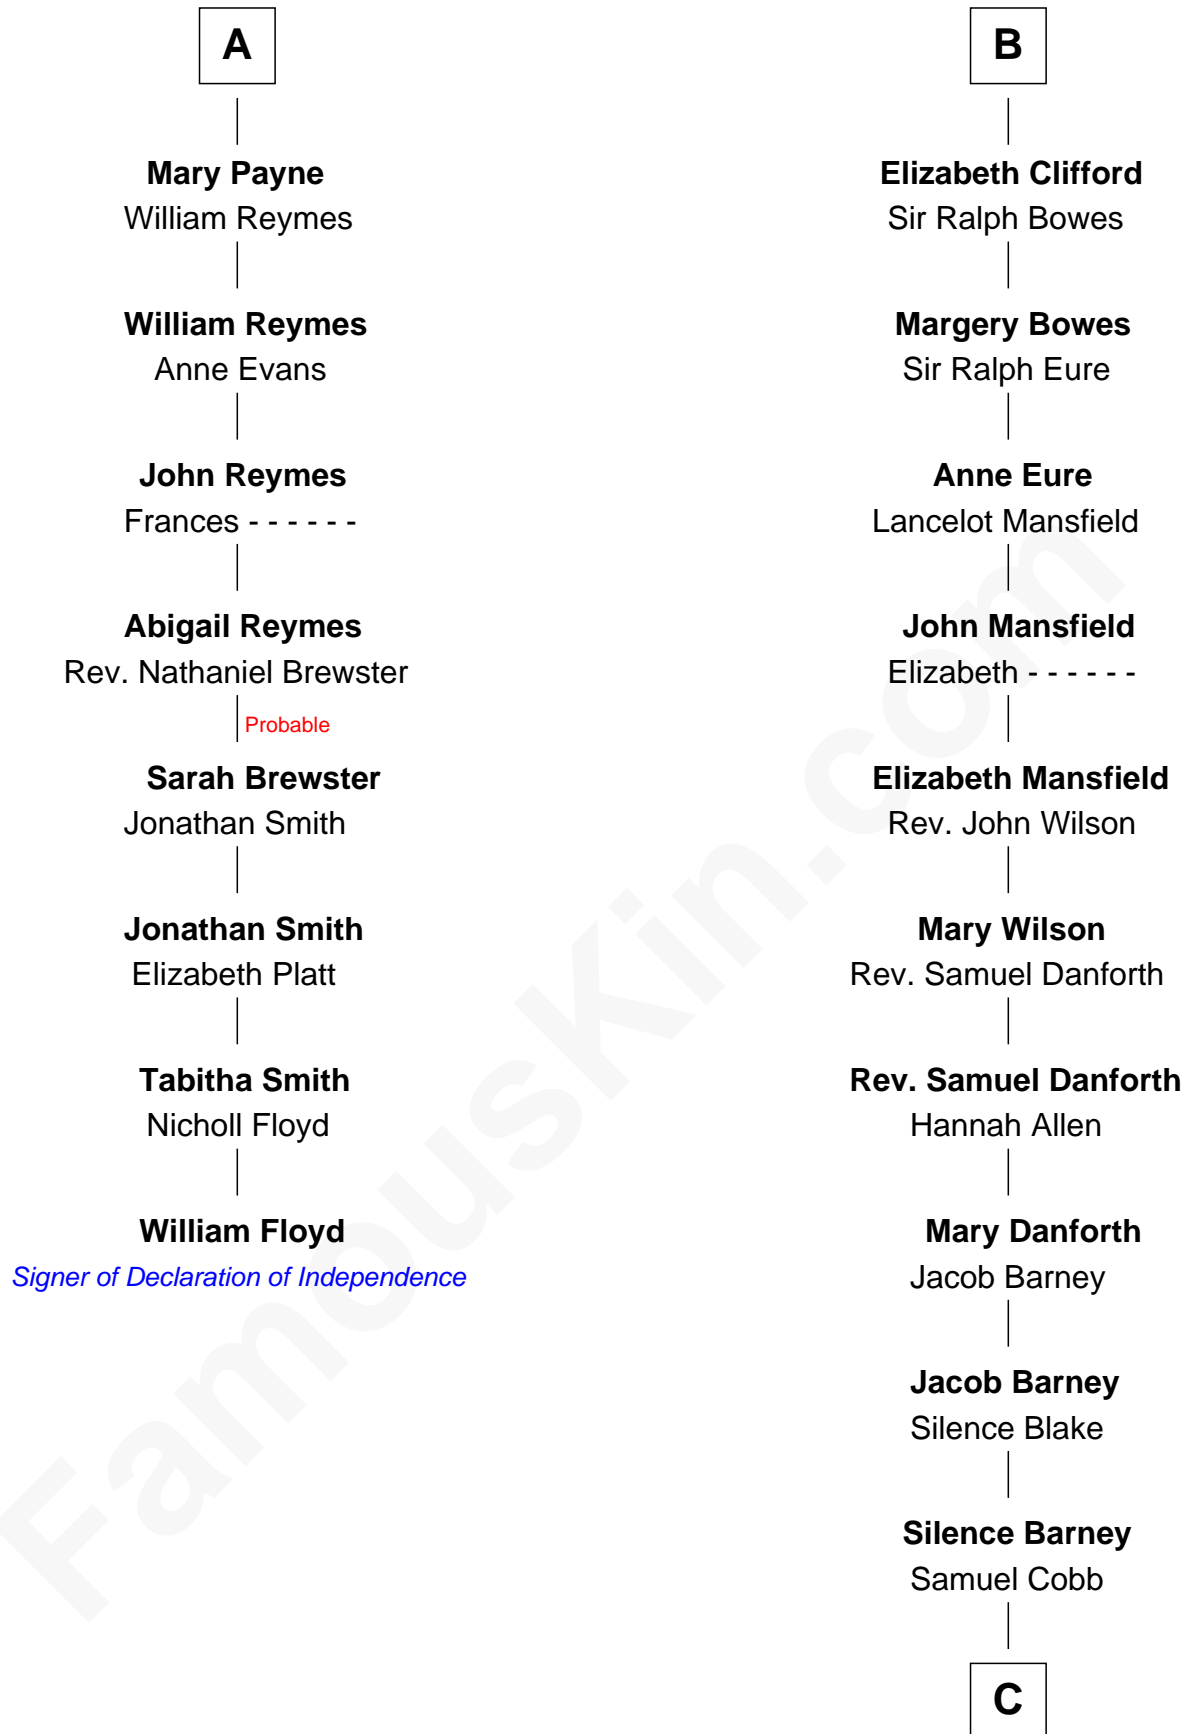 A
Mary Payne
William Reymes
William Reymes
Anne Evans
John Reymes
Frances - - - - - -
Abigail Reymes
Rev. Nathaniel Brewster
Probable
Sarah Brewster
Jonathan Smith
Jonathan Smith
Elizabeth Platt
Tabitha Smith
Nicholl Floyd
William Floyd
Signer of Declaration of Independence
B
Elizabeth Clifford
Sir Ralph Bowes
Margery Bowes
Sir Ralph Eure
Anne Eure
Lancelot Mansfield
John Mansfield
Elizabeth - - - - - -
Elizabeth Mansfield
Rev. John Wilson
Mary Wilson
Rev. Samuel Danforth
Rev. Samuel Danforth
Hannah Allen
Mary Danforth
Jacob Barney
Jacob Barney
Silence Blake
Silence Barney
Samuel Cobb
C
FamousKin.com